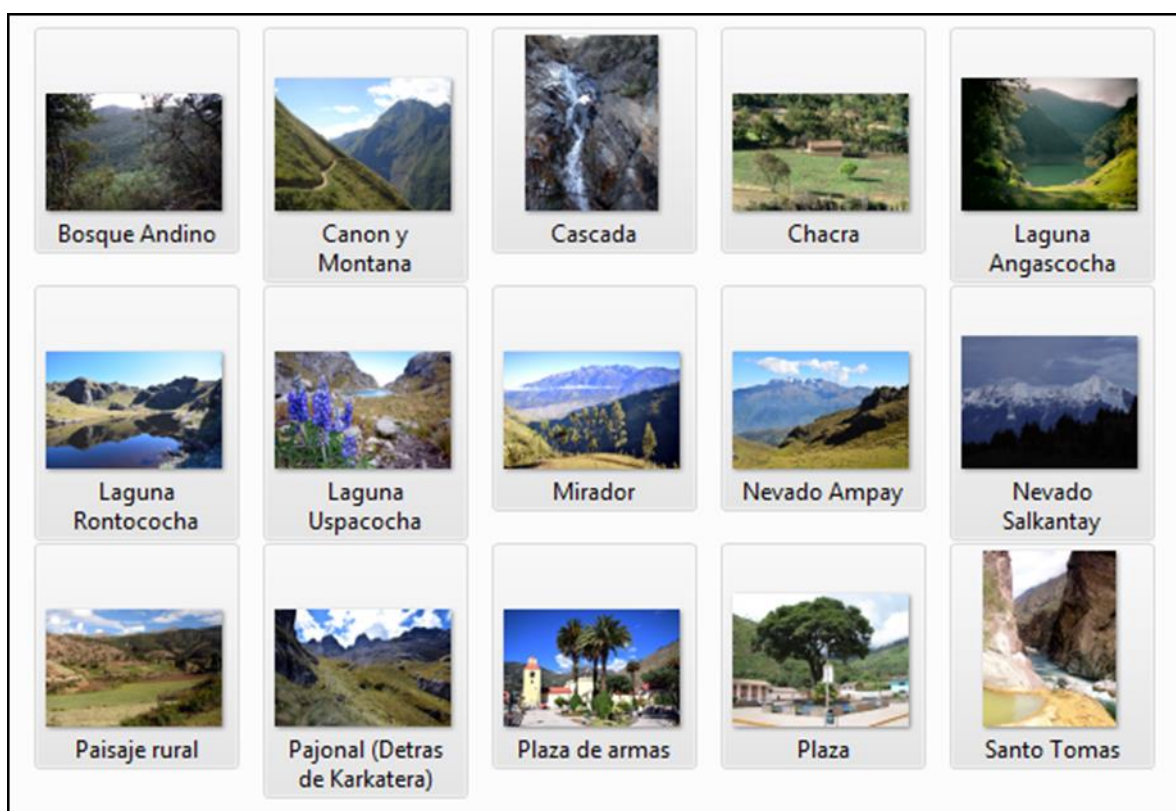 Bosque Andino
Canon y
Montana
Cascada
Chacra
Laguna
Angascocha
Laguna
Rontococha
Laguna
Uspacocha
Mirador
Nevado Ampay
Nevado
Salkantay
Paisaje rural
Pajonal (Detras
de Karkatera)
Plaza de armas
Plaza
Santo Tomas